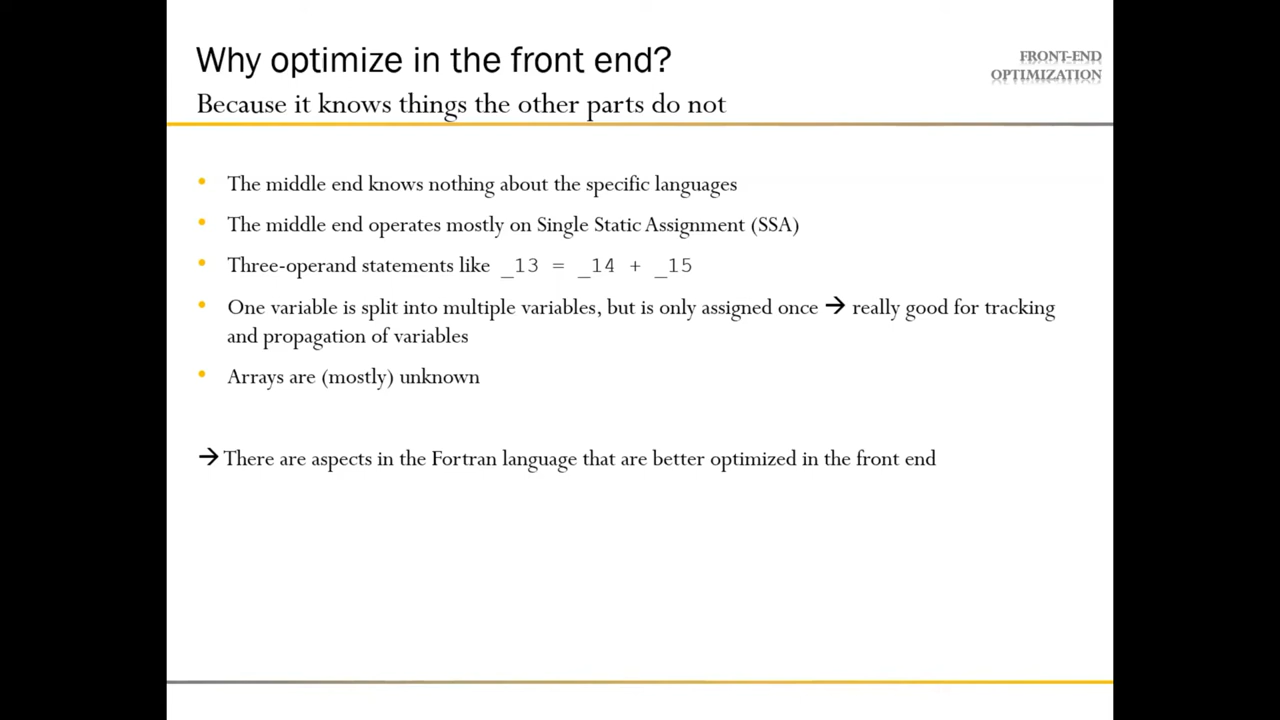 Why optimize in the front end?
FRONT-END
OPTIMIZATION
Because it knows things the other parts do not
• The middle end knows nothing about the specific languages
• The middle end operates mostly on Single Static Assignment (SSA)
• Three-operand statements like _13 = _14 + _15
• One variable is split into multiple variables, but is only assigned once → really good for tracking
and propagation of variables
• Arrays are (mostly) unknown
→ There are aspects in the Fortran language that are better optimized in the front end